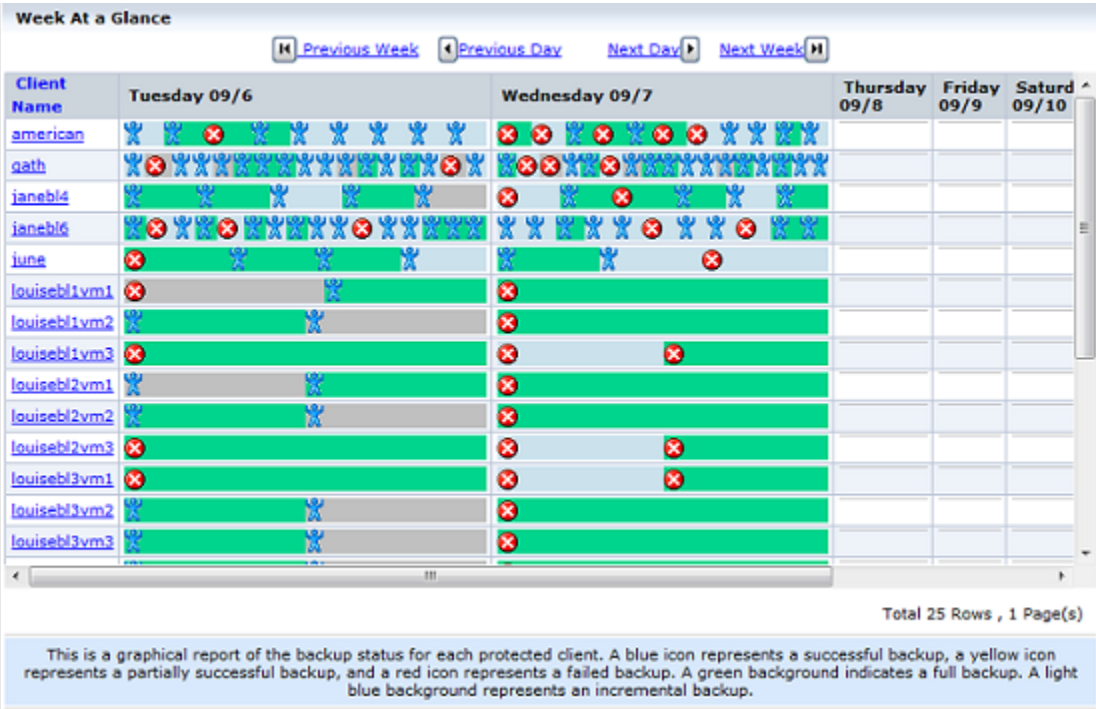 Week At a Glance
Previous Week Previous Day Next Day Next Week
Client Name Tuesday 09/6 Wednesday 09/7 Thursday 09/8 Friday 09/9 Saturd 09/10
american
oath
janebl4
janebl6
june
louisebl1vm1
louisebl1vm2
louisebl1vm3
louisebl2vm1
louisebl2vm2
louisebl2vm3
louisebl3vm1
louisebl3vm2
louisebl3vm3
Total 25 Rows , 1 Page(s)
This is a graphical report of the backup status for each protected client. A blue icon represents a successful backup, a yellow icon
represents a partially successful backup, and a red icon represents a failed backup. A green background indicates a full backup. A light
blue background represents an incremental backup.